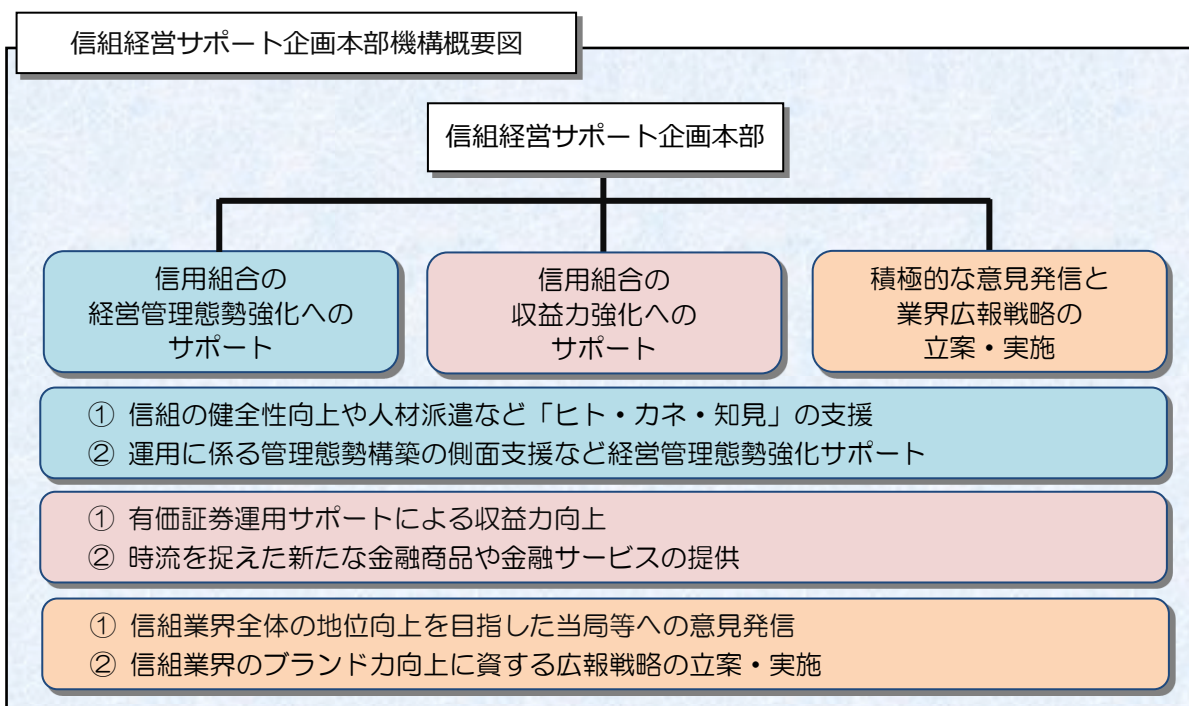 信組経営サポート企画本部機構概要図
信組経営サポート企画本部
信用組合の
経営管理態勢強化への
サポート
信用組合の
収益力強化への
サポート
積極的な意見発信と
業界広報戦略の
立案・実施
① 信組の健全性向上や人材派遣など「ヒト・カネ・知見」の支援
② 運用に係る管理態勢構築の側面支援など経営管理態勢強化サポート
① 有価証券運用サポートによる収益力向上
② 時流を捉えた新たな金融商品や金融サービスの提供
① 信組業界全体の地位向上を目指した当局等への意見発信
② 信組業界のブランド力向上に資する広報戦略の立案・実施